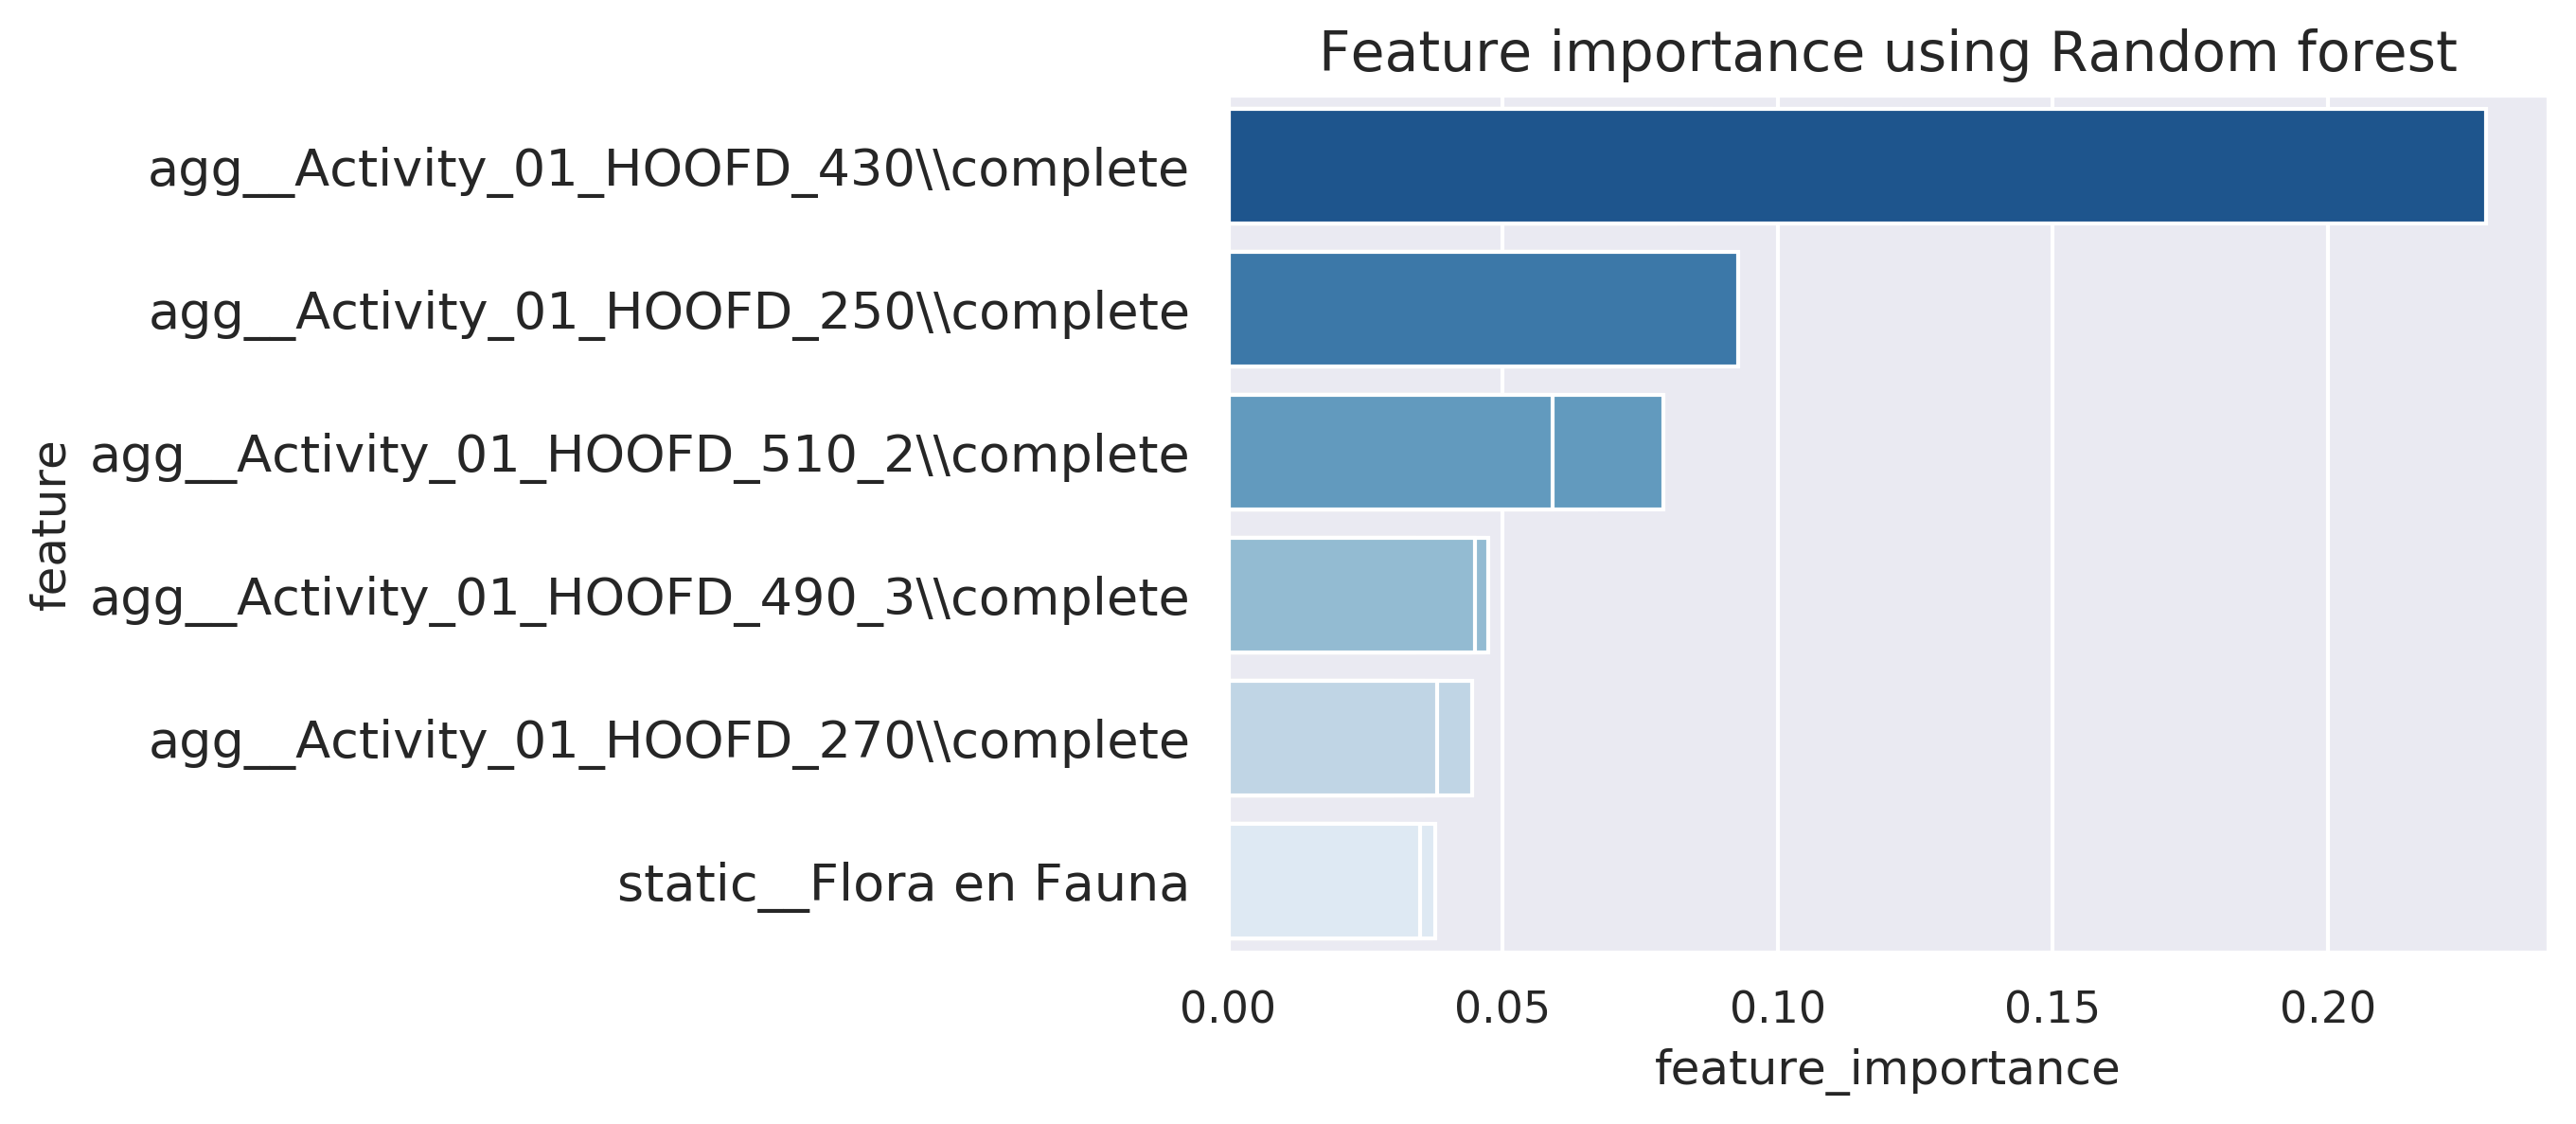 Feature importance using Random forest
agg__Activity_01_HOOFD_430\\complete
agg__Activity_01_HOOFD_250\\complete
agg__Activity_01_HOOFD_510_2\\complete
agg__Activity_01_HOOFD_490_3\\complete
agg__Activity_01_HOOFD_270\\complete
static__Flora en Fauna
feature
0.00 0.05 0.10 0.15 0.20
feature_importance